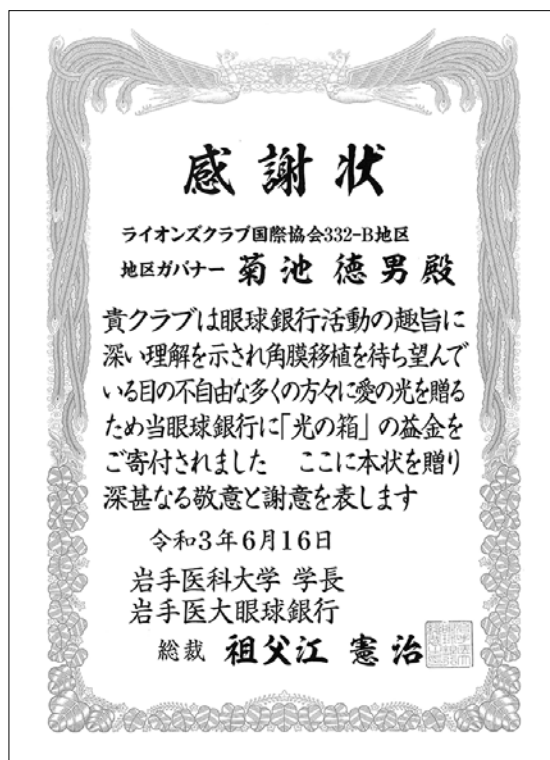 感謝状
ライオンズクラブ国際協会332-B地区
地区ガバナー 菊池 徳男殿
貴クラブは眼球銀行活動の趣旨に
深い理解を示され角膜移植を待ち望んで
いる目の不自由な多くの方々に愛の光を贈る
ため当眼球銀行に「光の箱」の益金を
ご寄付されました　ここに本状を贈り
深甚なる敬意と謝意を表します
令和3年6月16日
岩手医科大学 学長
岩手医大眼球銀行
総裁 祖父江 憲治